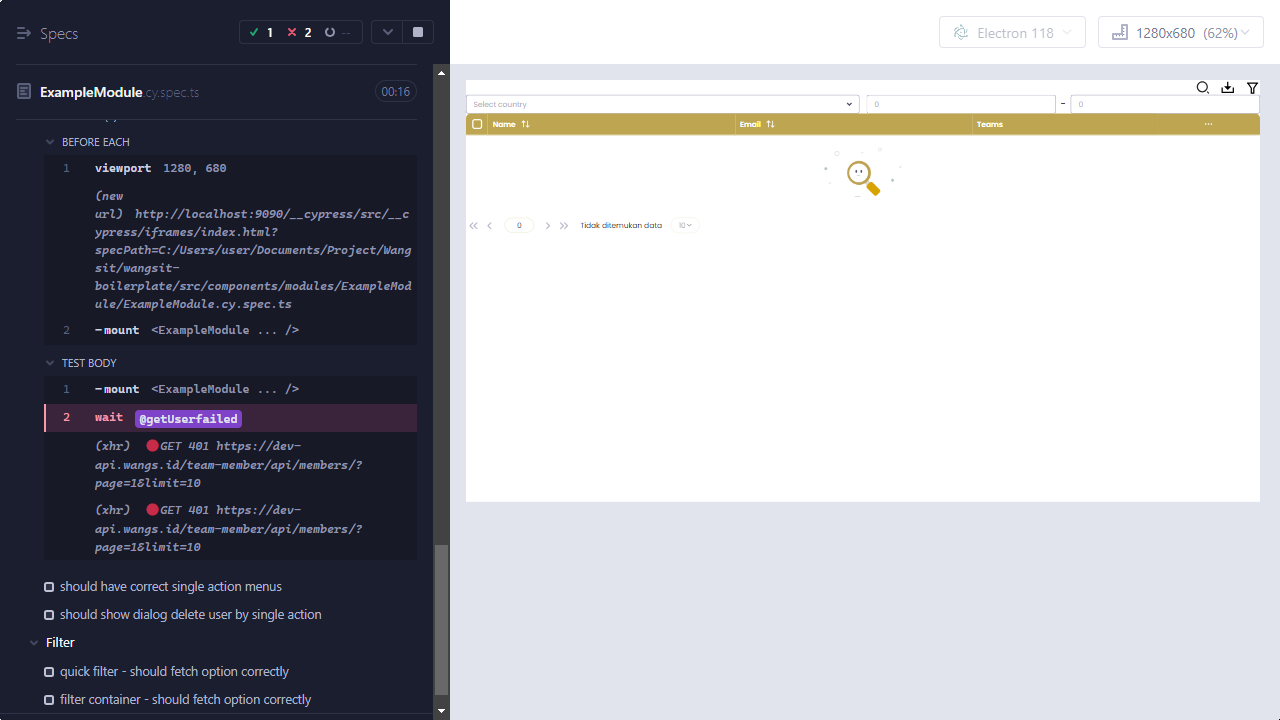 Specs
1
2
--
ExampleModule.cy.spec.ts
00:16
BEFORE EACH
1 viewport 1280, 680
(new
url) http://localhost:9090/__cypress/src/__c
ypress/iframes/index.html?
specPath=C:/Users/user/Documents/Project/Wang
sit/wangsit-
boilerplate/src/components/modules/ExampleMod
ule/ExampleModule.cy.spec.ts
2 -mount <ExampleModule ... />
TEST BODY
1 -mount <ExampleModule ... />
2 wait @getUserfailed
(xhr) GET 401 https://dev-
api.wangs.id/team-member/api/members/?
page=1&limit=10
(xhr) GET 401 https://dev-
api.wangs.id/team-member/api/members/?
page=1&limit=10
should have correct single action menus
should show dialog delete user by single action
Filter
quick filter - should fetch option correctly
filter container - should fetch option correctly
Electron 118
1280x680 (62%)
Select country
0
-
0
Name
Email
Teams
...
0
Tidak ditemukan data
10